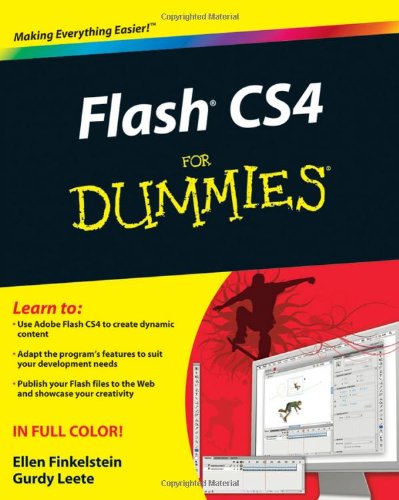 Copyrighted Material
Making Everything Easier!™
Flash® CS4
FOR
DUMMIES®
Learn to:
• Use Adobe Flash CS4 to create dynamic
content
• Adapt the program's features to suit
your development needs
• Publish your Flash files to the Web
and showcase your creativity
IN FULL COLOR!
Ellen Finkelstein
Gurdy Leete